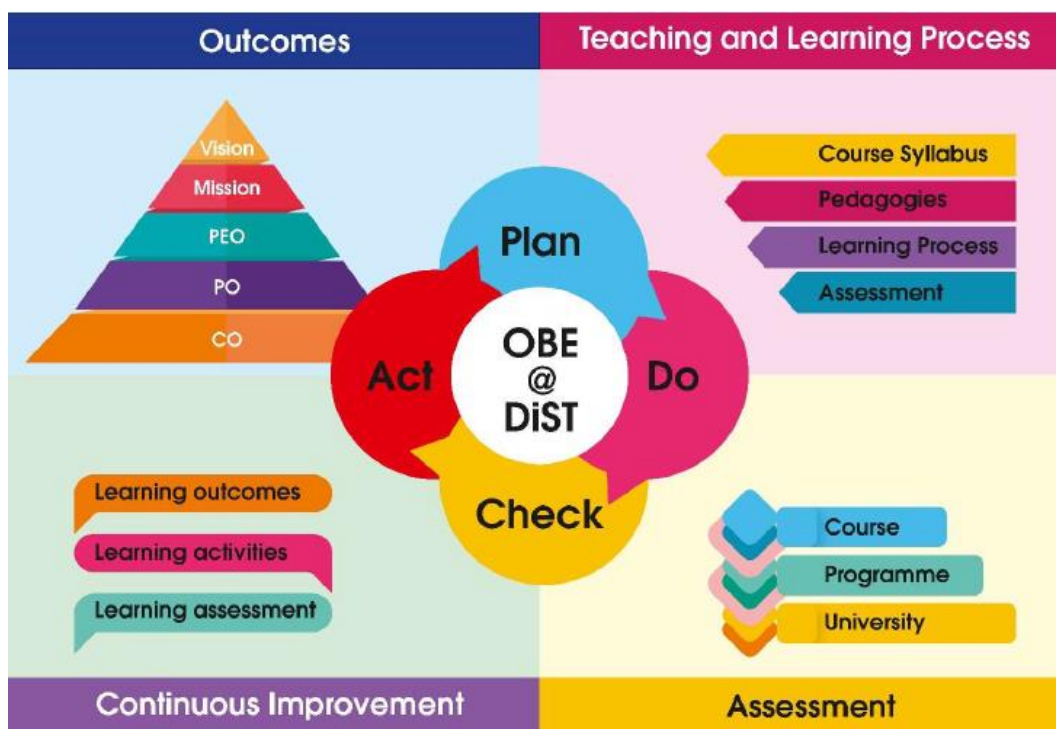 Outcomes
Teaching and Learning Process
Vision
Mission
PEO
PO
CO
Course Syllabus
Pedagogies
Learning Process
Assessment
Plan
Act
OBE
@
DiST
Do
Check
Learning outcomes
Learning activities
Learning assessment
Course
Programme
University
Continuous Improvement
Assessment